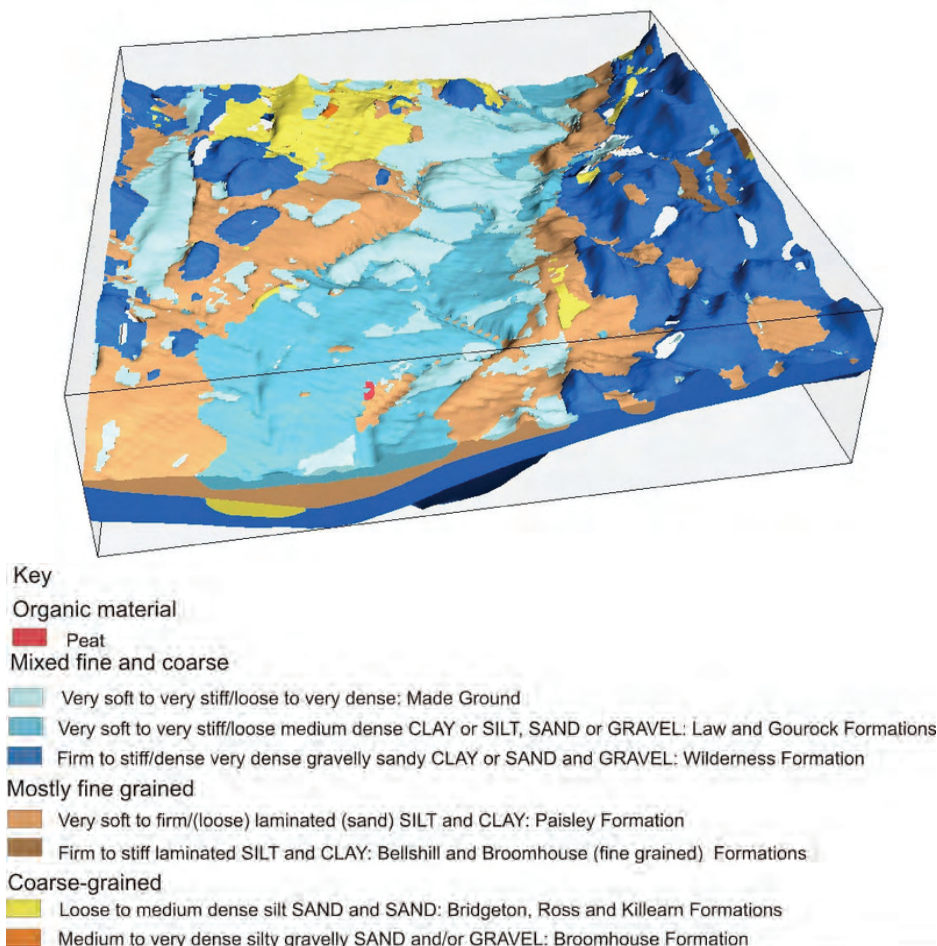 Key
Organic material
Peat
Mixed fine and coarse
Very soft to very stiff/loose to very dense: Made Ground
Very soft to very stiff/loose medium dense CLAY or SILT, SAND or GRAVEL: Law and Gourock Formations
Firm to stiff/dense very dense gravelly sandy CLAY or SAND and GRAVEL: Wilderness Formation
Mostly fine grained
Very soft to firm/(loose) laminated (sand) SILT and CLAY: Paisley Formation
Firm to stiff laminated SILT and CLAY: Bellshill and Broomhouse (fine grained) Formations
Coarse-grained
Loose to medium dense silt SAND and SAND: Bridgeton, Ross and Killearn Formations
Medium to very dense silty gravelly SAND and/or GRAVEL: Broomhouse Formation